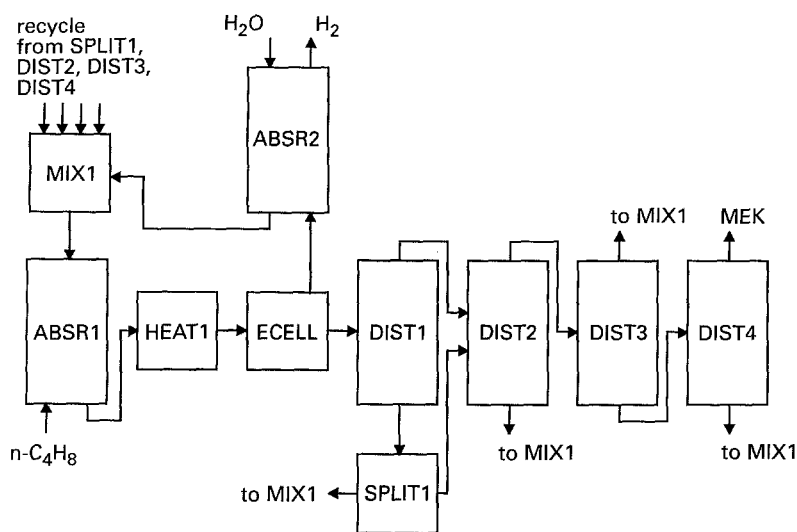 recycle
from SPLIT1,
DIST2, DIST3,
DIST4
H₂O
H₂
ABSR2
MIX1
to MIX1
MEK
ABSR1
HEAT1
ECELL
DIST1
DIST2
DIST3
DIST4
n-C₄H₈
to MIX1
to MIX1
to MIX1
SPLIT1